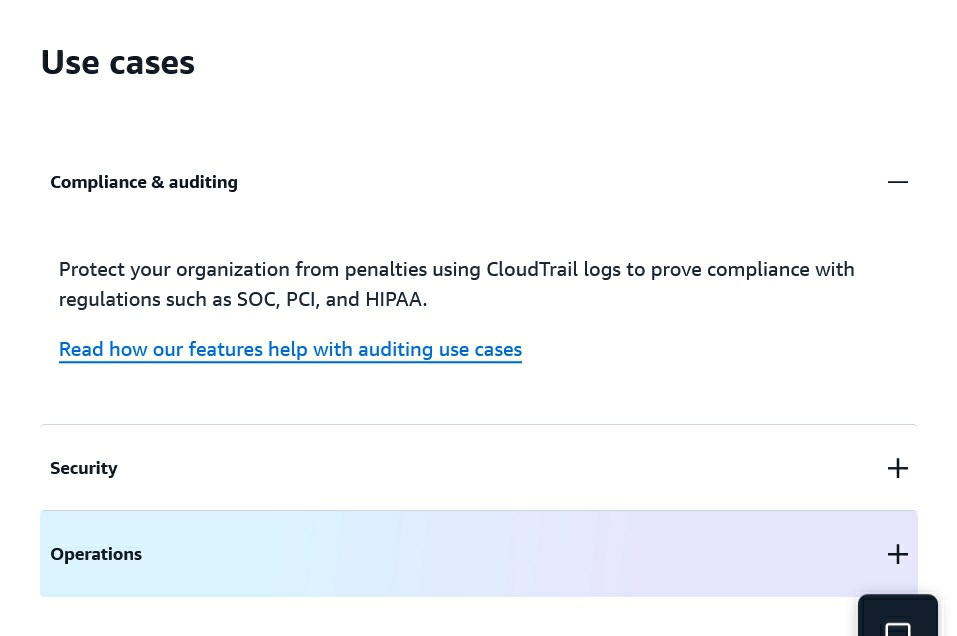 Use cases
Compliance & auditing
Protect your organization from penalties using CloudTrail logs to prove compliance with
regulations such as SOC, PCI, and HIPAA.
Read how our features help with auditing use cases
Security
Operations